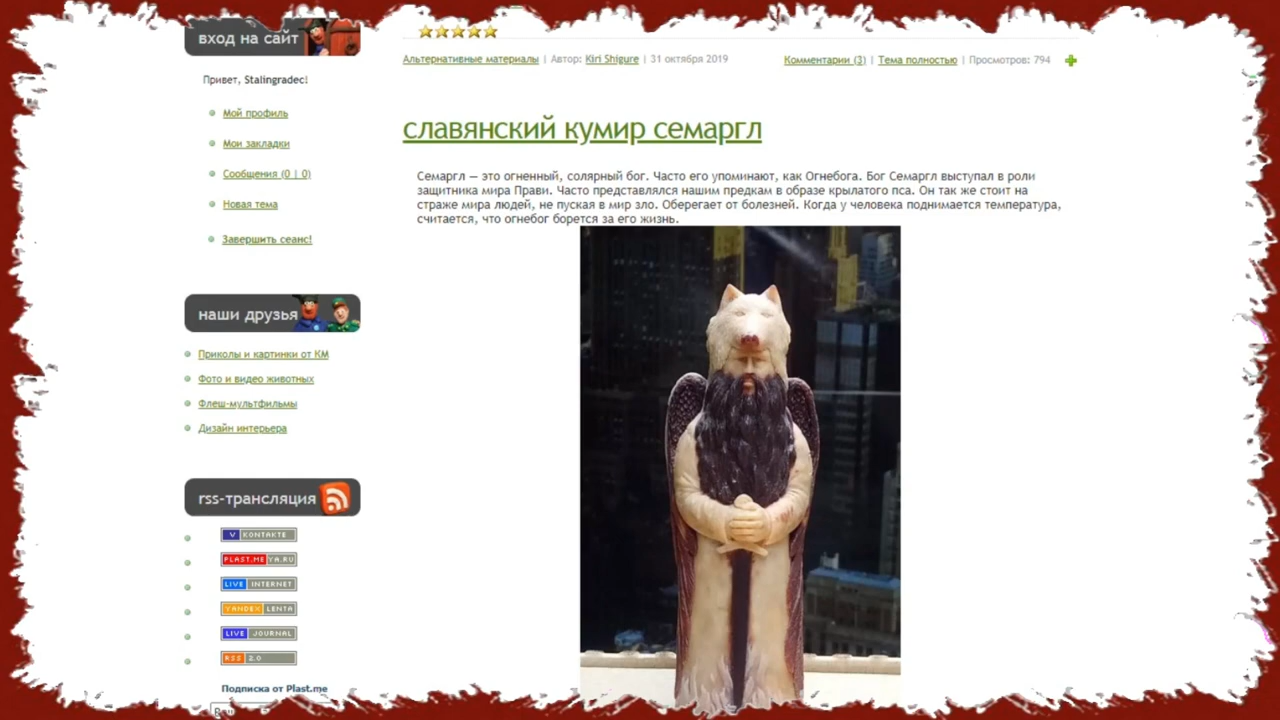 вход на сайт
Привет, Stalingradec!
Мой профиль
Мои закладки
Сообщения (0 | 0)
Новая тема
Завершить сеанс!
наши друзья
Приколы и картинки от КМ
Фото и видео животных
Флеш-мультфильмы
Дизайн интерьера
rss-трансляция
V KONTAKTE
PLAST.ME YA.RU
LIVE INTERNET
YANDEX LENTA
LIVE JOURNAL
RSS 2.0
Подписка от Plast.me
Альтернативные материалы | Автор: Kiri Shigure | 31 октября 2019
Комментарии (3) | Тема полностью | Просмотров: 794
славянский кумир семаргл
Семаргл — это огненный, солярный бог. Часто его упоминают, как Огнебога. Бог Семаргл выступал в роли
защитника мира Прави. Часто представлялся нашим предкам в образе крылатого пса. Он так же стоит на
страже мира людей, не пуская в мир зло. Оберегает от болезней. Когда у человека поднимается температура,
считается, что огнебог борется за его жизнь.